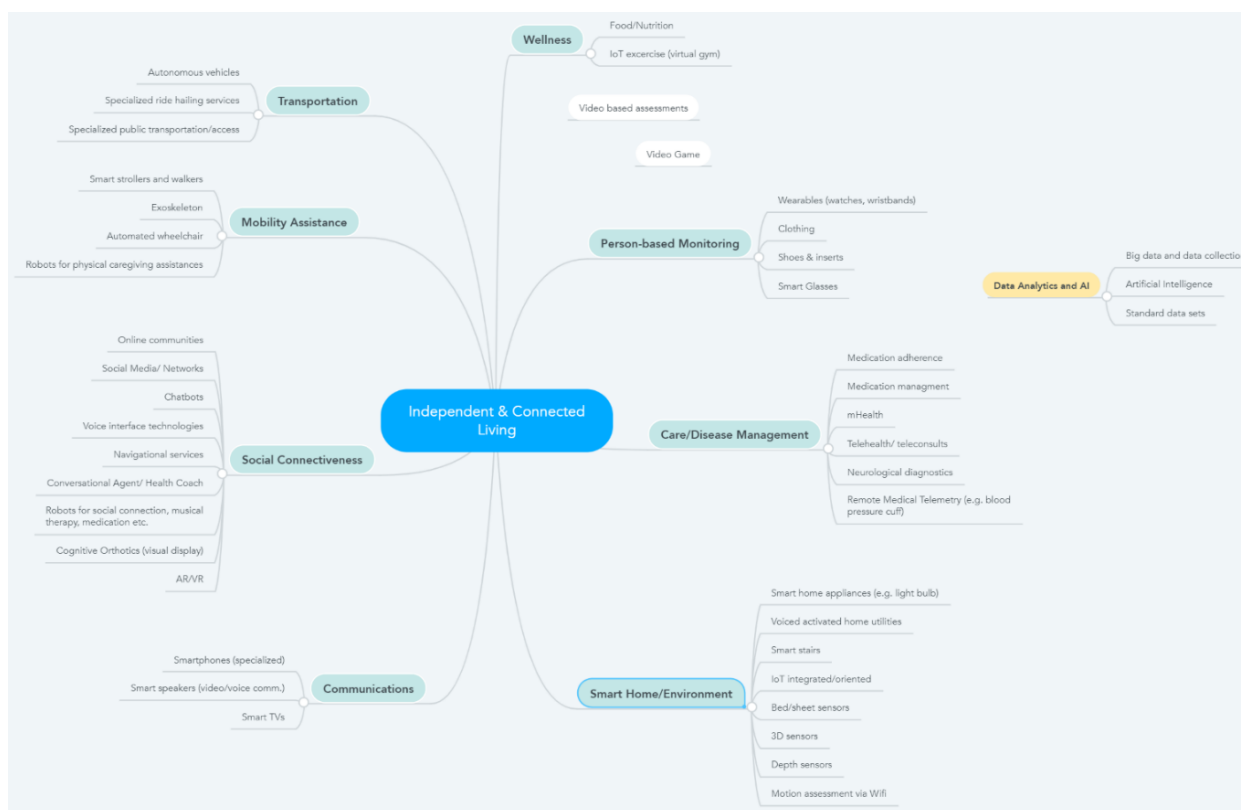 Wellness
Food/Nutrition
IoT excercise (virtual gym)
Video based assessments
Video Game
Transportation
Autonomous vehicles
Specialized ride hailing services
Specialized public transportation/access
Mobility Assistance
Smart strollers and walkers
Exoskeleton
Automated wheelchair
Robots for physical caregiving assistances
Person-based Monitoring
Wearables (watches, wristbands)
Clothing
Shoes & inserts
Smart Glasses
Data Analytics and AI
Big data and data collection
Artificial Intelligence
Standard data sets
Independent & Connected
Living
Social Connectiveness
Online communities
Social Media/ Networks
Chatbots
Voice interface technologies
Navigational services
Conversational Agent/ Health Coach
Robots for social connection, musical
therapy, medication etc.
Cognitive Orthotics (visual display)
AR/VR
Care/Disease Management
Medication adherence
Medication managment
mHealth
Telehealth/ teleconsults
Neurological diagnostics
Remote Medical Telemetry (e.g. blood
pressure cuff)
Communications
Smartphones (specialized)
Smart speakers (video/voice comm.)
Smart TVs
Smart Home/Environment
Smart home appliances (e.g. light bulb)
Voiced activated home utilities
Smart stairs
IoT integrated/oriented
Bed/sheet sensors
3D sensors
Depth sensors
Motion assessment via Wifi